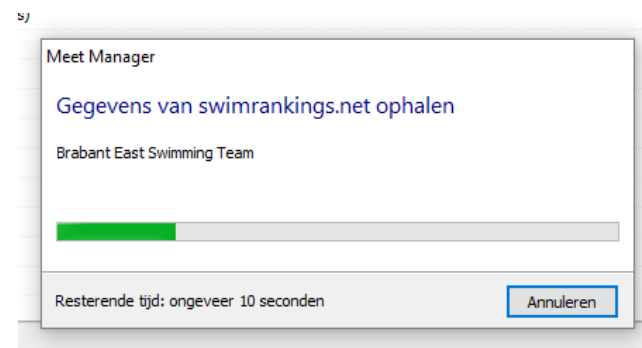 s)
Meet Manager
Gegevens van swimrankings.net ophalen
Brabant East Swimming Team
Resterende tijd: ongeveer 10 seconden
Annuleren